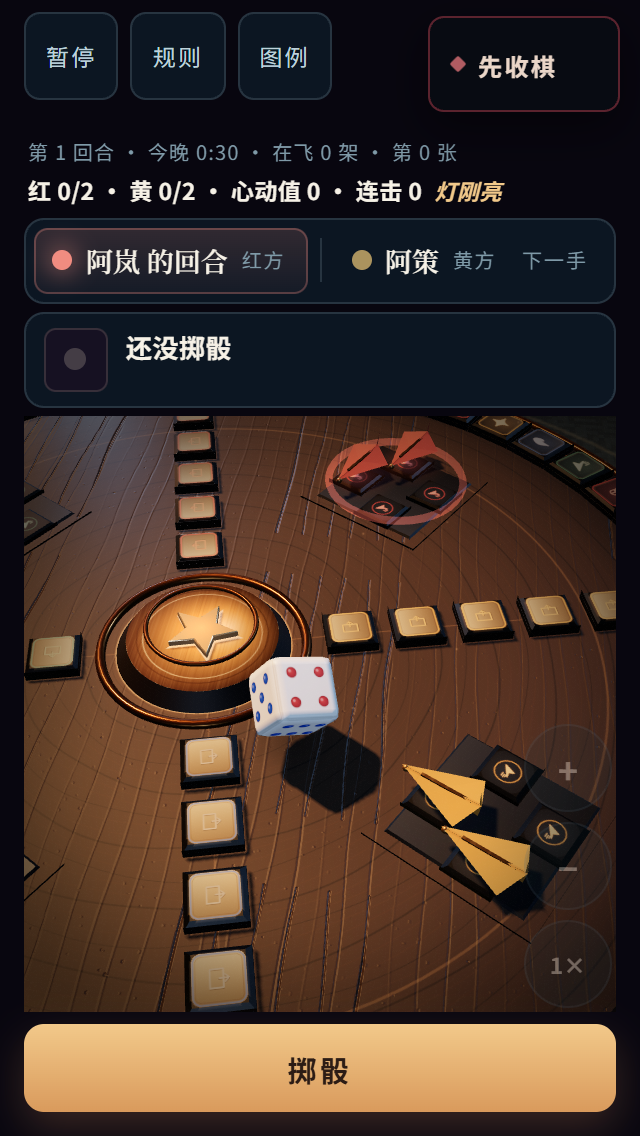 暂停
规则
图例
先收棋
第 1 回合 · 今晚 0:30 · 在飞 0 架 · 第 0 张
红 0/2 · 黄 0/2 · 心动值 0 · 连击 0 灯刚亮
阿岚 的回合 红方
阿策 黄方 下一手
还没掷骰
+
−
1×
掷骰